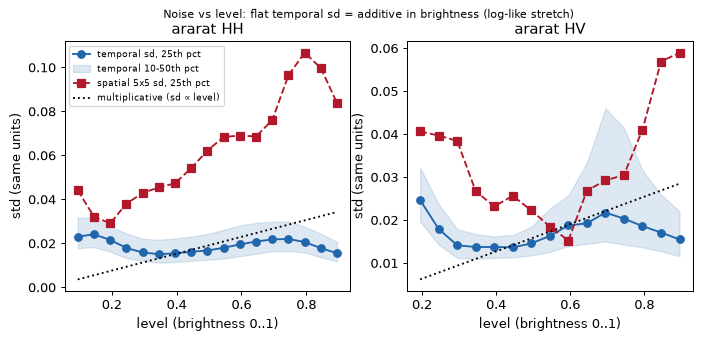 Noise vs level: flat temporal sd = additive in brightness (log-like stretch)
ararat HH
ararat HV
temporal sd, 25th pct
temporal 10-50th pct
spatial 5x5 sd, 25th pct
multiplicative (sd ∝ level)
std (same units)
0.10
0.08
0.06
0.04
0.02
0.00
0.2
0.4
0.6
0.8
level (brightness 0..1)
std (same units)
0.06
0.05
0.04
0.03
0.02
0.01
0.2
0.4
0.6
0.8
level (brightness 0..1)